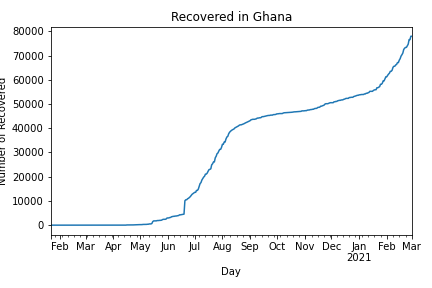 Recovered in Ghana
Number of Recovered
80000
70000
60000
50000
40000
30000
20000
10000
0
Feb Mar Apr May Jun Jul Aug Sep Oct Nov Dec Jan Feb Mar
2021
Day